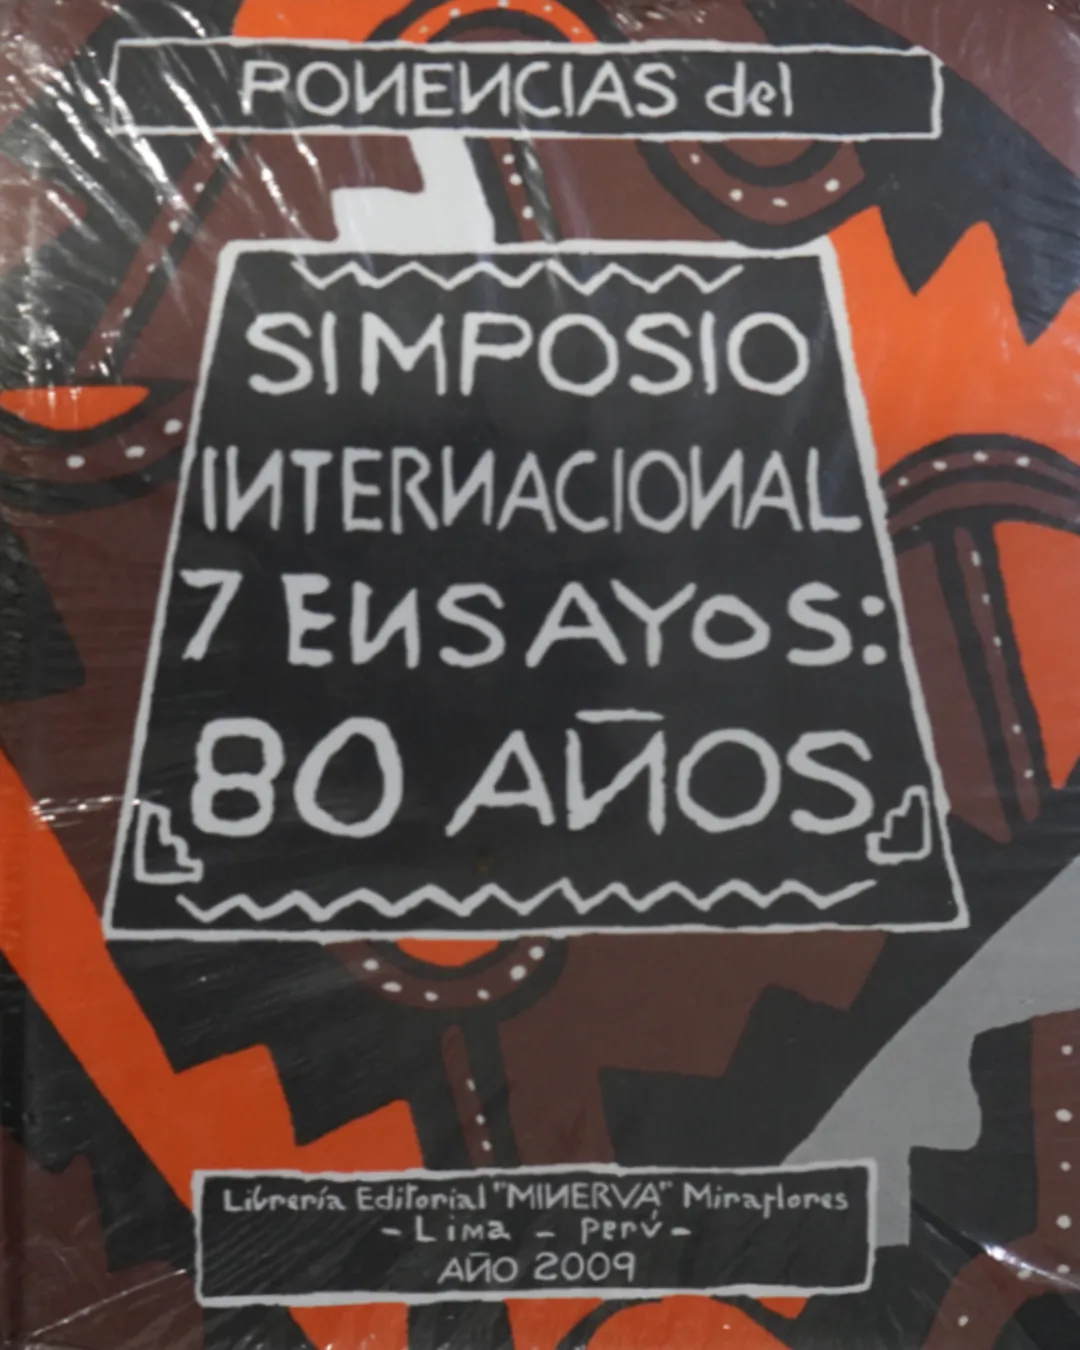 PONENCIAS del
SIMPOSIO
INTERNACIONAL
7 ENSAYOS:
80 AÑOS
Librería Editorial "MINERVA" Miraflores
- Lima - Perú -
AÑO 2009